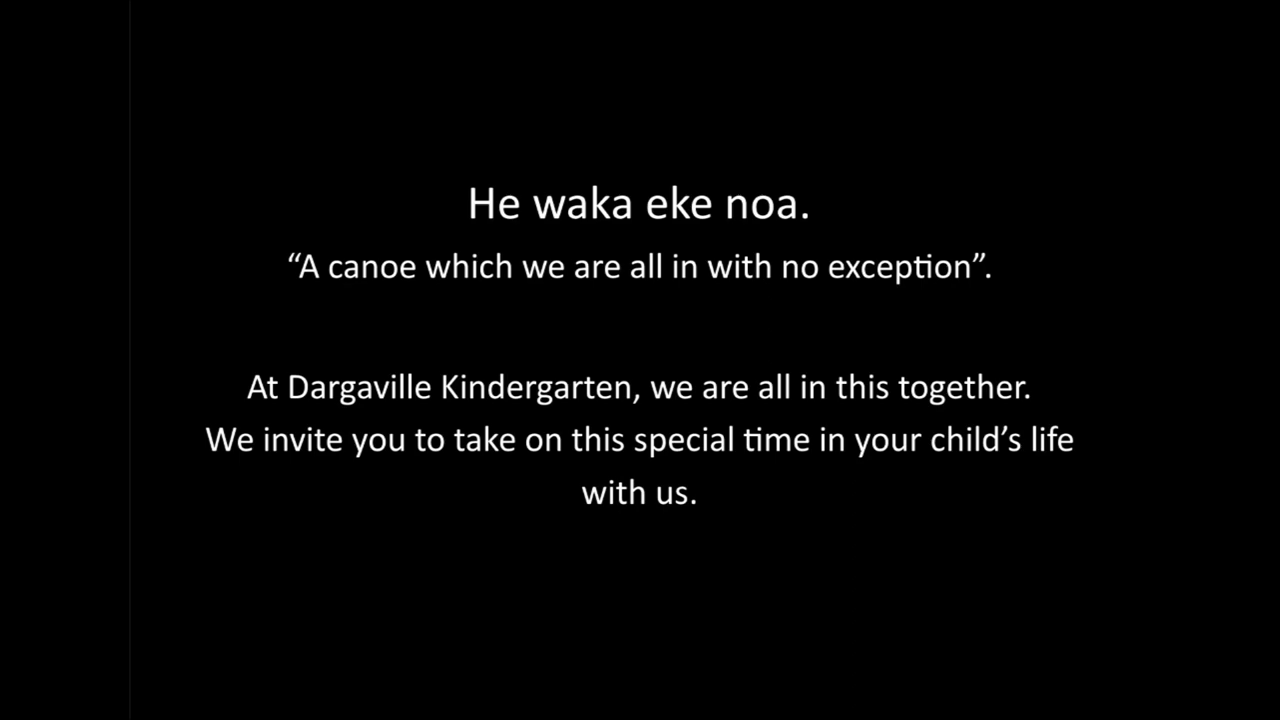 He waka eke noa.
“A canoe which we are all in with no exception”.
At Dargaville Kindergarten, we are all in this together.
We invite you to take on this special time in your child’s life
with us.